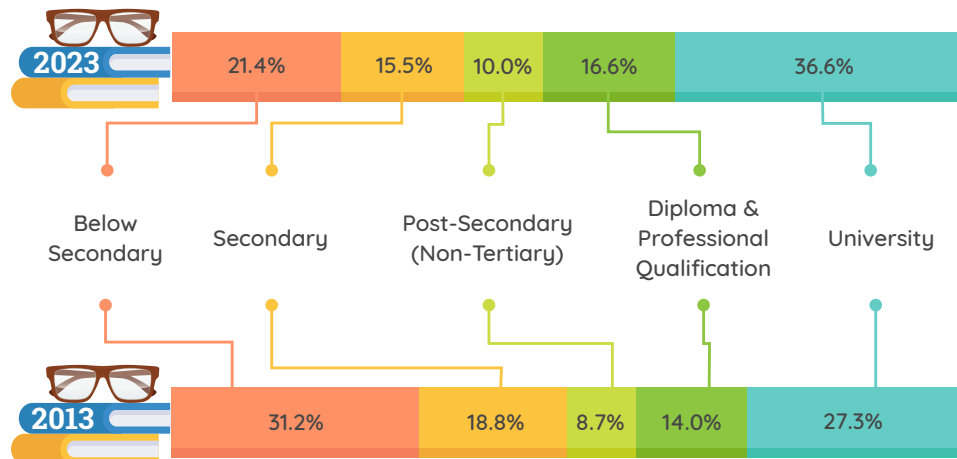 2023
21.4%
15.5%
10.0%
16.6%
36.6%
Below
Secondary
Secondary
Post-Secondary
(Non-Tertiary)
Diploma &
Professional
Qualification
University
2013
31.2%
18.8%
8.7%
14.0%
27.3%